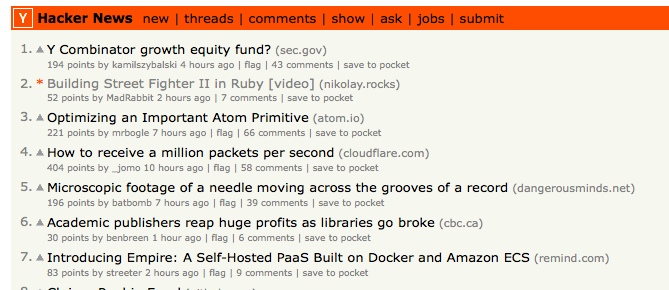 Y Hacker News new | threads | comments | show | ask | jobs | submit
1. Y Combinator growth equity fund? (sec.gov)
194 points by kamilszybalski 4 hours ago | flag | 43 comments | save to pocket
2. * Building Street Fighter II in Ruby [video] (nikolay.rocks)
52 points by MadRabbit 2 hours ago | 7 comments | save to pocket
3. Optimizing an Important Atom Primitive (atom.io)
221 points by mrbogle 7 hours ago | flag | 66 comments | save to pocket
4. How to receive a million packets per second (cloudflare.com)
404 points by _jomo 10 hours ago | flag | 58 comments | save to pocket
5. Microscopic footage of a needle moving across the grooves of a record (dangerousminds.net)
196 points by batbomb 7 hours ago | flag | 39 comments | save to pocket
6. Academic publishers reap huge profits as libraries go broke (cbc.ca)
30 points by benbreen 1 hour ago | flag | 6 comments | save to pocket
7. Introducing Empire: A Self-Hosted PaaS Built on Docker and Amazon ECS (remind.com)
83 points by streeter 2 hours ago | flag | 9 comments | save to pocket